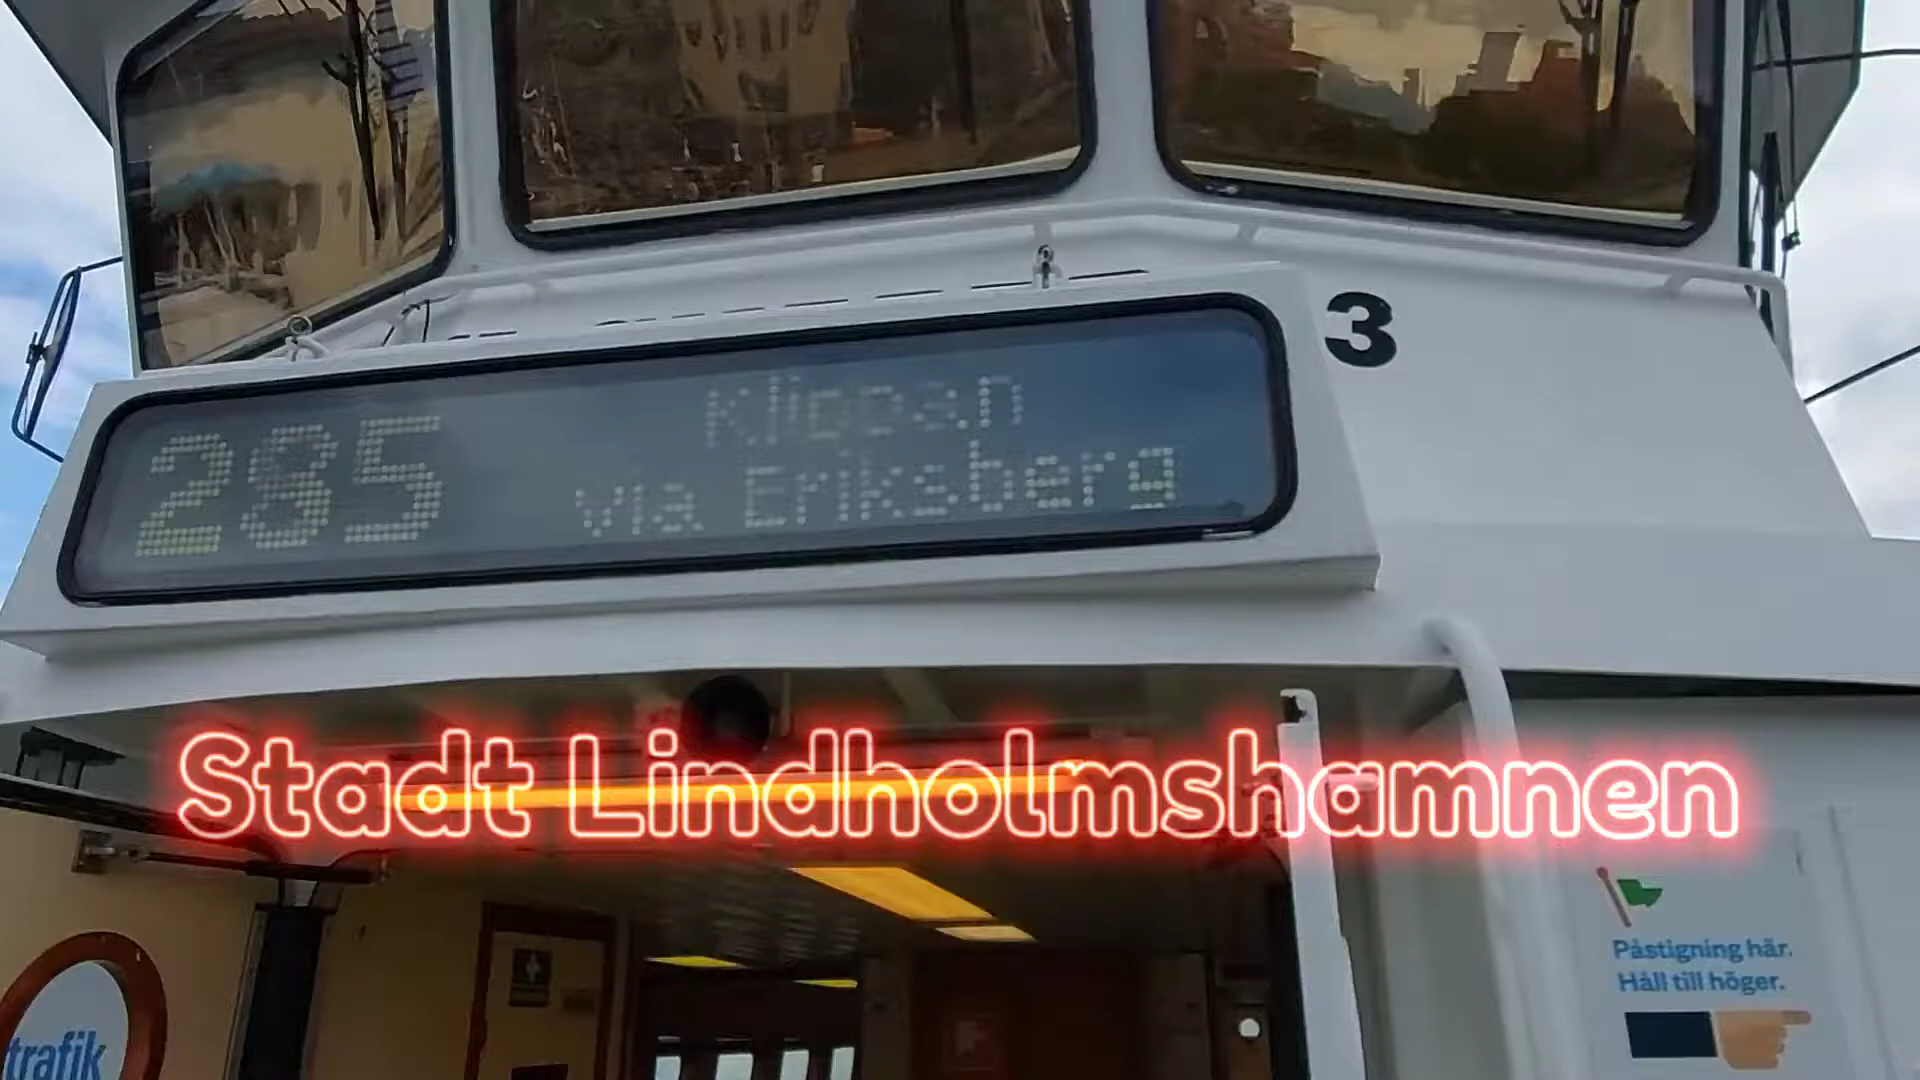 3
Klippan
285
via Eriksberg
Stadt Lindholmshamnen
Påstigning här.
Håll till höger.
trafik